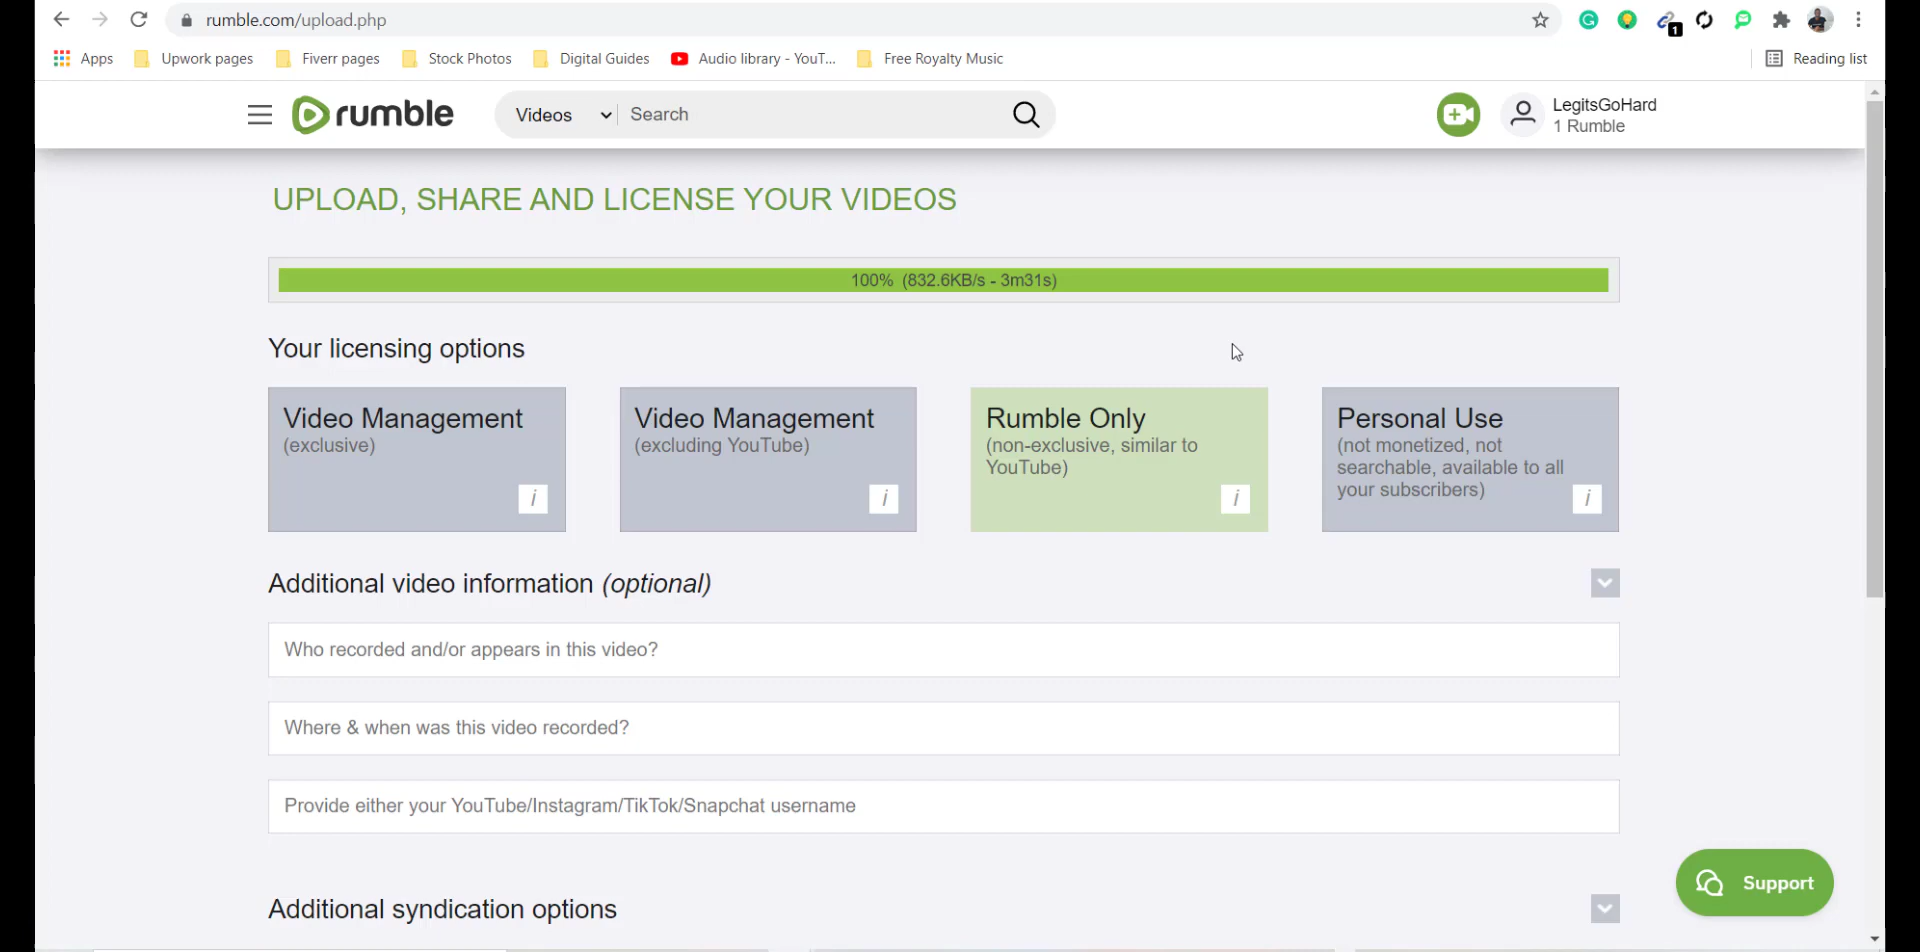 rumble.com/upload.php
1
Apps Upwork pages Fiverr pages Stock Photos Digital Guides Audio library - YouT... Free Royalty Music Reading list
rumble Videos Search LegitsGoHard
1 Rumble
UPLOAD, SHARE AND LICENSE YOUR VIDEOS
100% (832.6KB/s - 3m31s)
Your licensing options
Video Management
(exclusive)
i
Video Management
(excluding YouTube)
i
Rumble Only
(non-exclusive, similar to
YouTube)
i
Personal Use
(not monetized, not
searchable, available to all
your subscribers)
i
Additional video information (optional)
Who recorded and/or appears in this video?
Where & when was this video recorded?
Provide either your YouTube/Instagram/TikTok/Snapchat username
Support
Additional syndication options